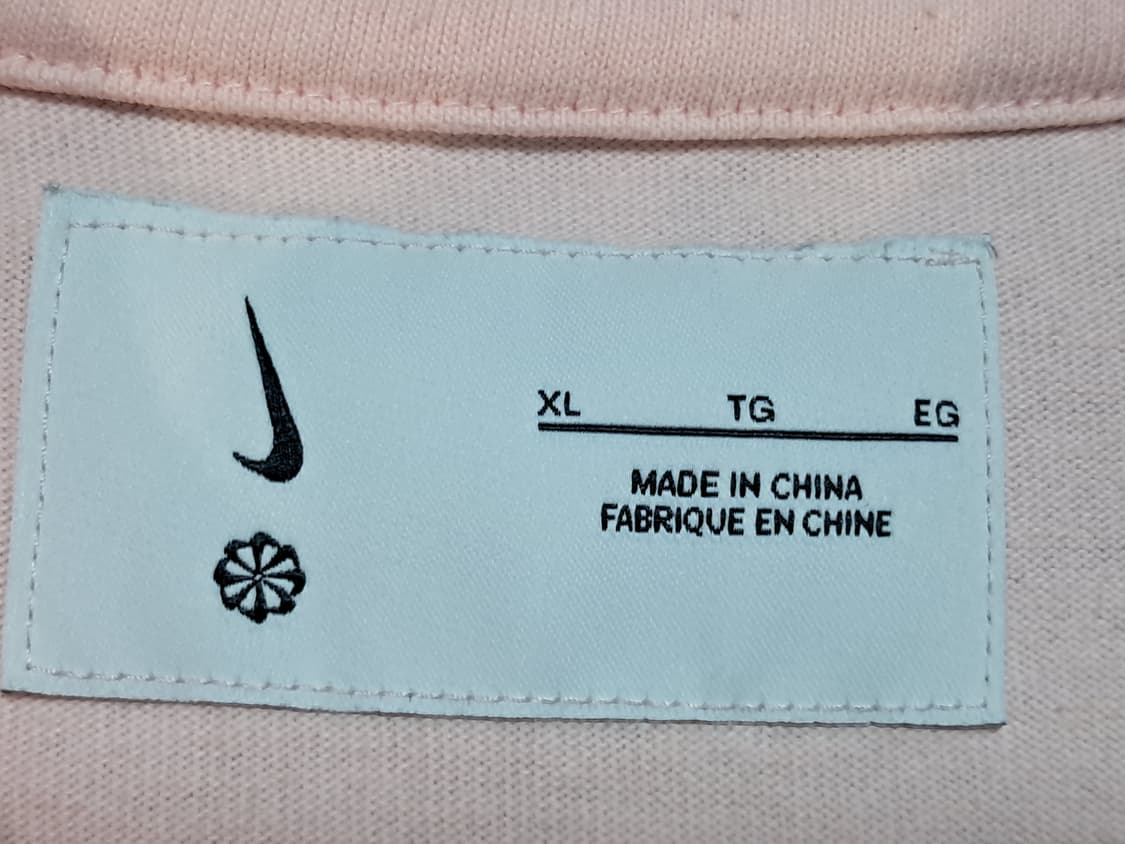 XL TG EG
MADE IN CHINA
FABRIQUE EN CHINE